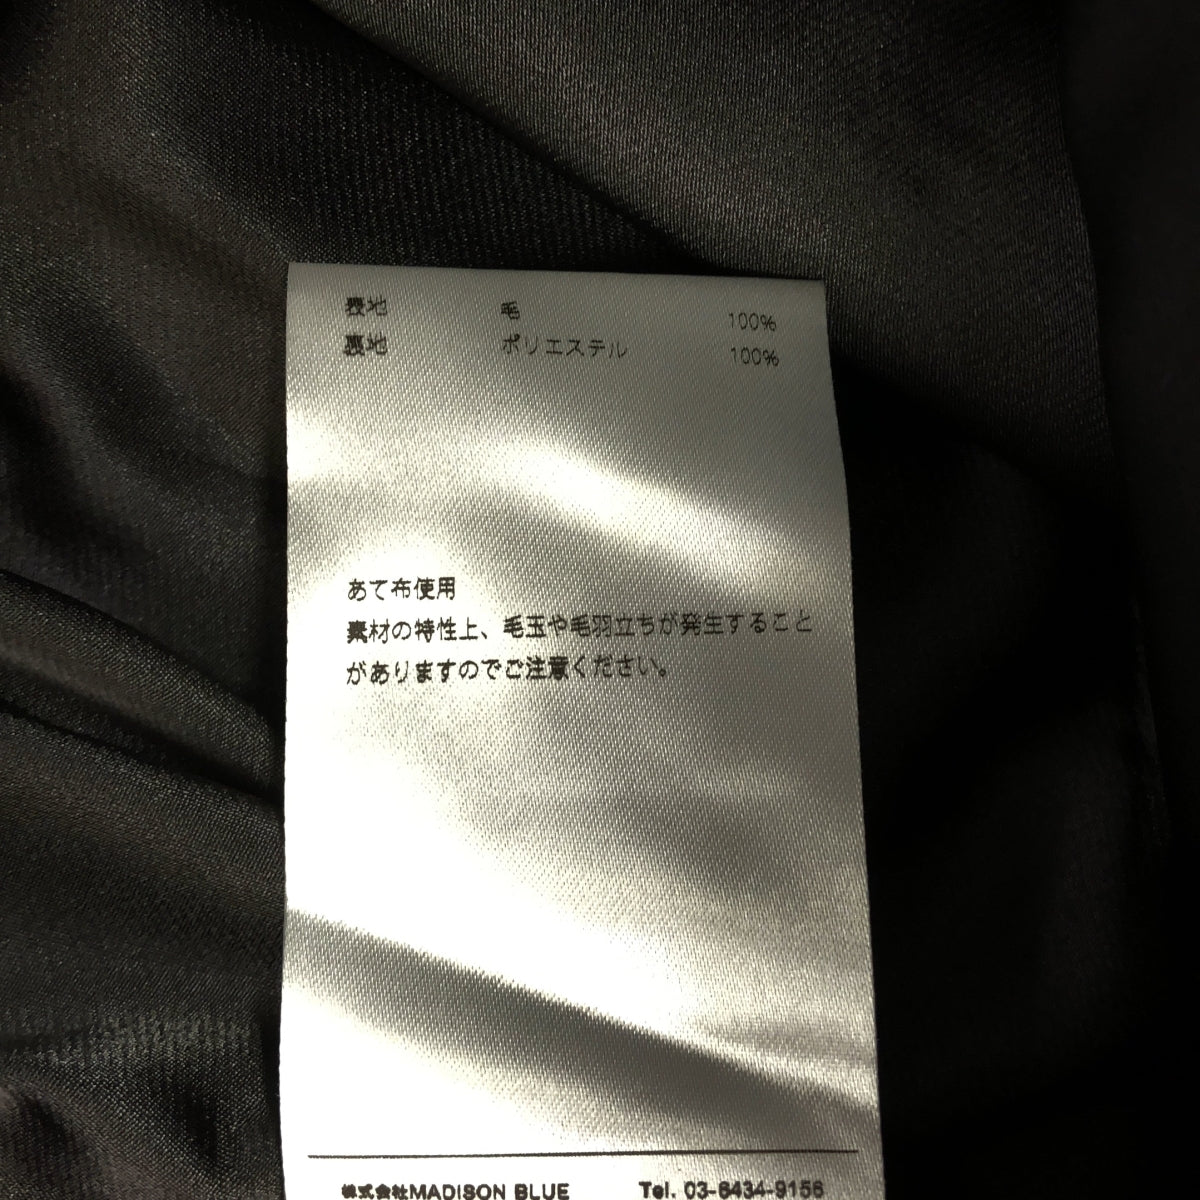 表地 毛 100%
裏地 ポリエステル 100%
あて布使用
素材の特性上、毛玉や毛羽立ちが発生すること
がありますのでご注意ください。
株式会社MADISON BLUE Tel. 03-6434-9156